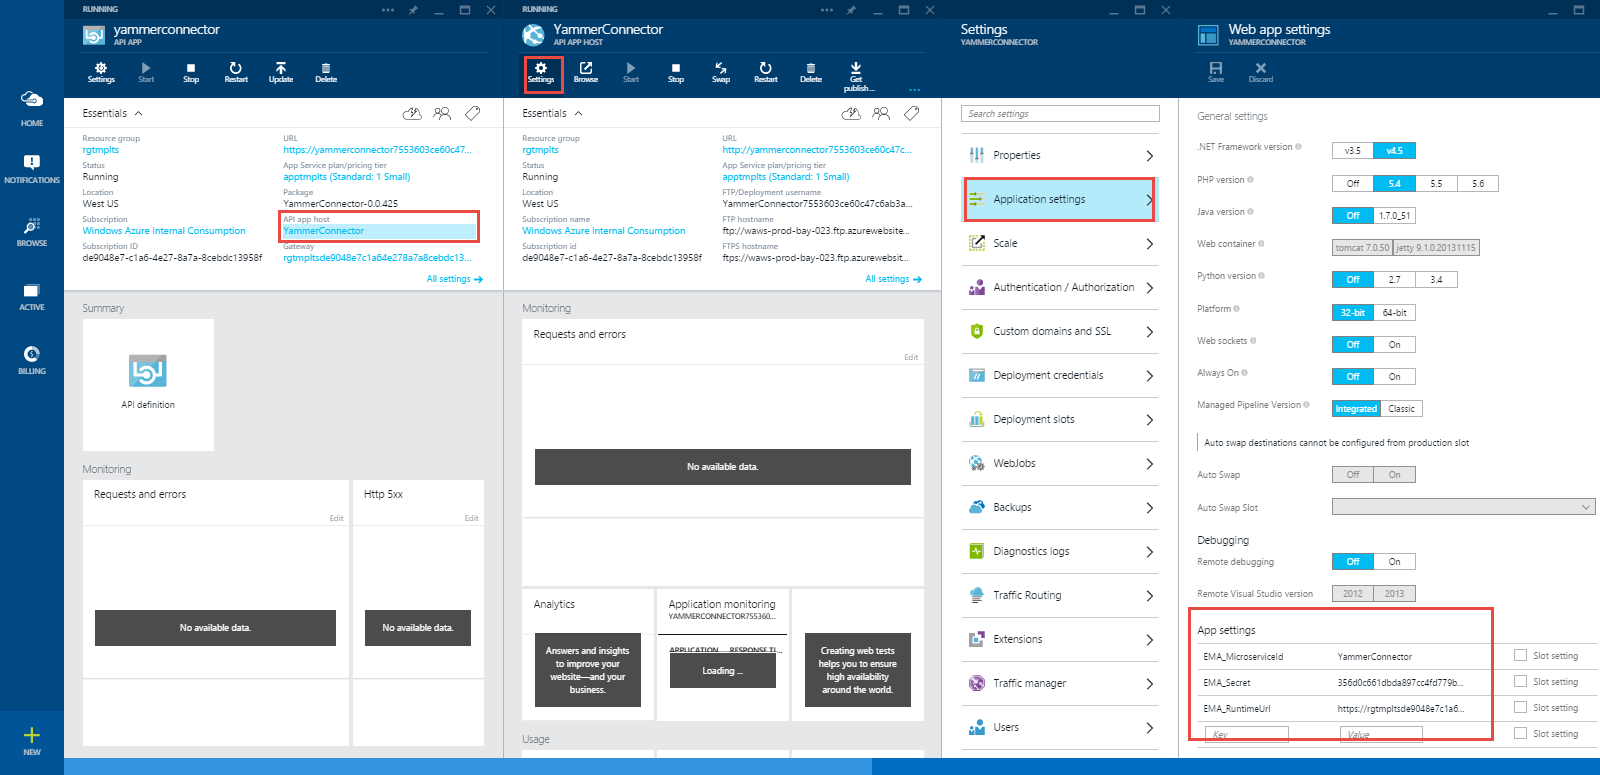 HOME
NOTIFICATIONS
BROWSE
ACTIVE
BILLING
NEW
RUNNING
yammerconnector
API APP
Settings
Start
Stop
Restart
Update
Delete
Essentials
Resource group
rgtmplts
Status
Running
Location
West US
Subscription
Windows Azure Internal Consumption
Subscription ID
de9048e7-c1a6-4e27-8a7a-8cebdc13958f
URL
https://yammerconnector7553603ce60c47...
App Service plan/pricing tier
apptmplts (Standard: 1 Small)
Package
YammerConnector-0.0.425
API app host
YammerConnector
Gateway
rgtmpltsde9048e7c1a64e278a7a8cebdc13...
All settings
Summary
API definition
Monitoring
Requests and errors
Edit
No available data.
Http 5xx
Edit
No available data.
RUNNING
YammerConnector
API APP HOST
Settings
Browse
Start
Stop
Swap
Restart
Delete
Get
publish...
...
Essentials
Resource group
rgtmplts
Status
Running
Location
West US
Subscription name
Windows Azure Internal Consumption
Subscription id
de9048e7-c1a6-4e27-8a7a-8cebdc13958f
URL
http://yammerconnector7553603ce60c47c...
App Service plan/pricing tier
apptmplts (Standard: 1 Small)
FTP/Deployment username
YammerConnector7553603ce60c47c6ab3a...
FTP hostname
ftp://waws-prod-bay-023.ftp.azurewebsite...
FTPS hostname
ftps://waws-prod-bay-023.ftp.azurewebsit...
All settings
Monitoring
Requests and errors
Edit
No available data.
Analytics
Answers and insights
to improve your
website—and your
business.
Application monitoring
YAMMERCONNECTOR755360...
APPLICATION... RESPONSE TI...
Loading ...
Creating web tests
helps you to ensure
high availability
around the world.
Usage
Settings
YAMMERCONNECTOR
Search settings
Properties
Application settings
Scale
Authentication / Authorization
Custom domains and SSL
Deployment credentials
Deployment slots
WebJobs
Backups
Diagnostics logs
Traffic Routing
Extensions
Traffic manager
Users
Web app settings
YAMMERCONNECTOR
Save
Discard
General settings
.NET Framework version v3.5 v4.5
PHP version Off 5.4 5.5 5.6
Java version Off 1.7.0_51
Web container tomcat 7.0.50 jetty 9.1.0.20131115
Python version Off 2.7 3.4
Platform 32-bit 64-bit
Web sockets Off On
Always On Off On
Managed Pipeline Version Integrated Classic
Auto swap destinations cannot be configured from production slot
Auto Swap Off On
Auto Swap Slot
Debugging
Remote debugging Off On
Remote Visual Studio version 2012 2013
App settings
EMA_MicroserviceId YammerConnector Slot setting
EMA_Secret 356d0c661dbda897cc4fd779b... Slot setting
EMA_RuntimeUrl https://rgtmpltsde9048e7c1a6... Slot setting
Key Value Slot setting